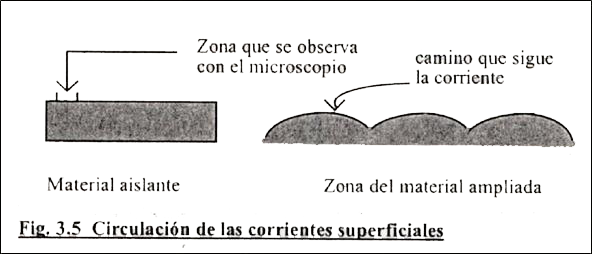 Zona que se observa
con el microscopio
camino que sigue
la corriente
Material aislante
Zona del material ampliada
Fig. 3.5 Circulación de las corrientes superficiales